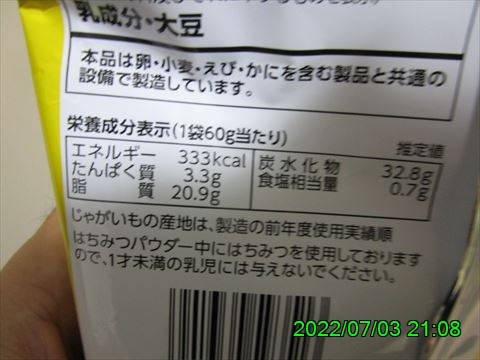 乳成分・大豆
本品は卵・小麦・えび・かにを含む製品と共通の
設備で製造しています。
栄養成分表示(1袋60g当たり) 推定値
エネルギー 333kcal 炭水化物 32.8g
たんぱく質 3.3g 食塩相当量 0.7g
脂質 20.9g
じゃがいもの産地は、製造の前年度使用実績順
はちみつパウダー中にはちみつを使用しております
ので、1才未満の乳児には与えないでください。
2022/07/03 21:08